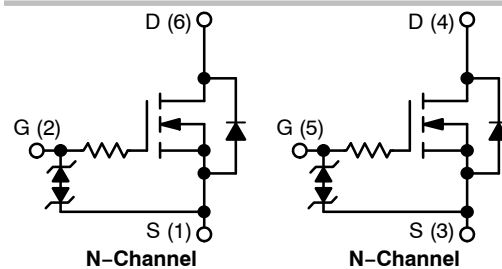 D (6)
D (4)
G (2)
G (5)
S (1)
S (3)
N−Channel
N−Channel